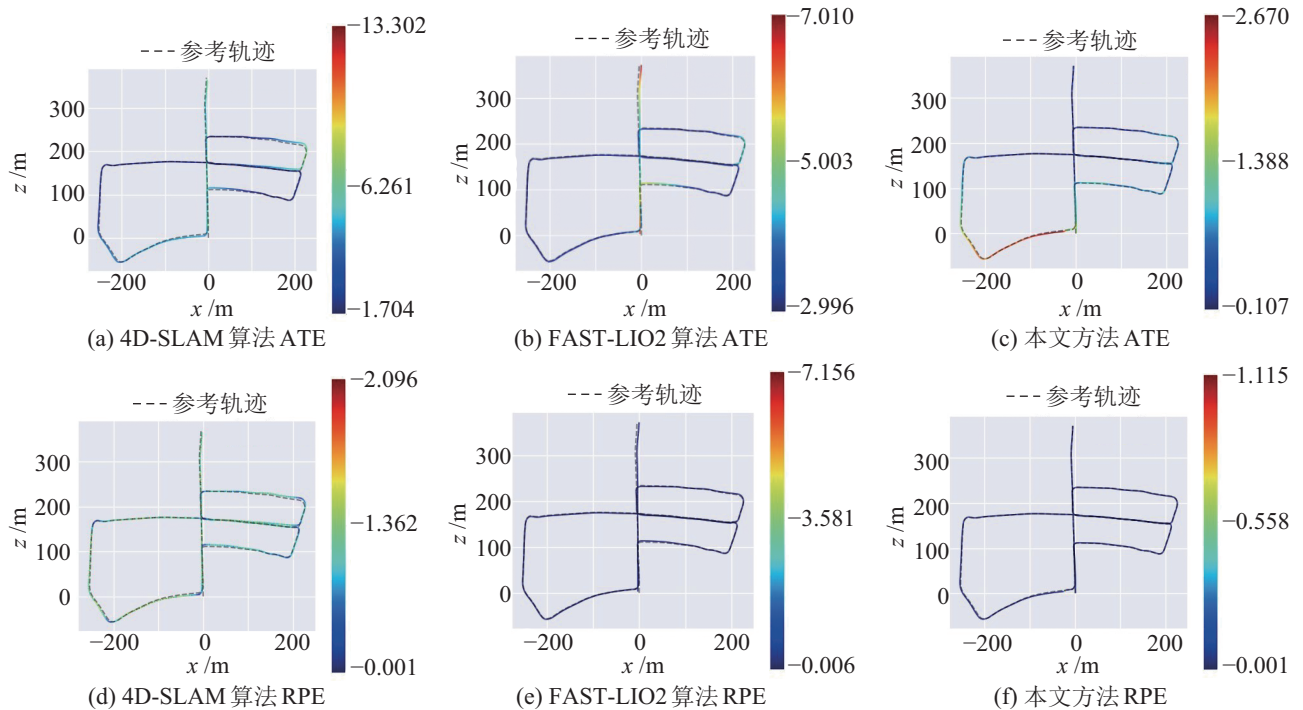 −13.302
--- 参考轨迹
300
200
100
0
z /m
−6.261
−1.704
−200
0
200
x /m
(a) 4D-SLAM 算法 ATE
−7.010
--- 参考轨迹
300
200
100
0
z /m
−5.003
−2.996
−200
0
200
x /m
(b) FAST-LIO2 算法 ATE
−2.670
--- 参考轨迹
300
200
100
0
z /m
−1.388
−0.107
−200
0
200
x /m
(c) 本文方法 ATE
−2.096
--- 参考轨迹
300
200
100
0
z /m
−1.362
−0.001
−200
0
200
x /m
(d) 4D-SLAM 算法 RPE
−7.156
--- 参考轨迹
300
200
100
0
z /m
−3.581
−0.006
−200
0
200
x /m
(e) FAST-LIO2 算法 RPE
−1.115
--- 参考轨迹
300
200
100
0
z /m
−0.558
−0.001
−200
0
200
x /m
(f) 本文方法 RPE